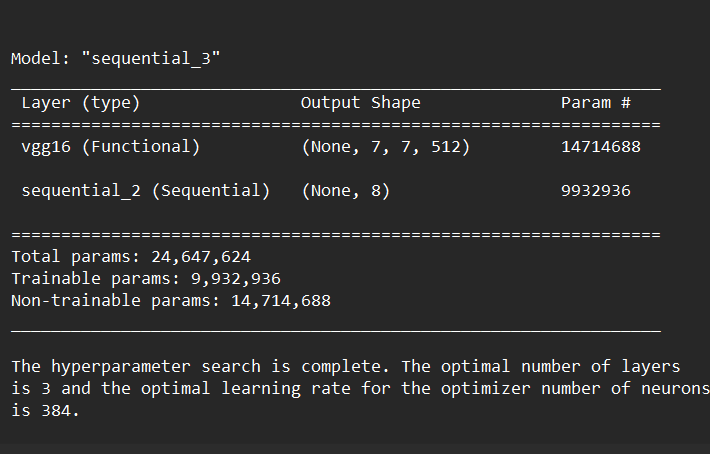 Model: "sequential_3"
Layer (type) Output Shape Param #
vgg16 (Functional) (None, 7, 7, 512) 14714688
sequential_2 (Sequential) (None, 8) 9932936
Total params: 24,647,624
Trainable params: 9,932,936
Non-trainable params: 14,714,688
The hyperparameter search is complete. The optimal number of layers
is 3 and the optimal learning rate for the optimizer number of neurons
is 384.